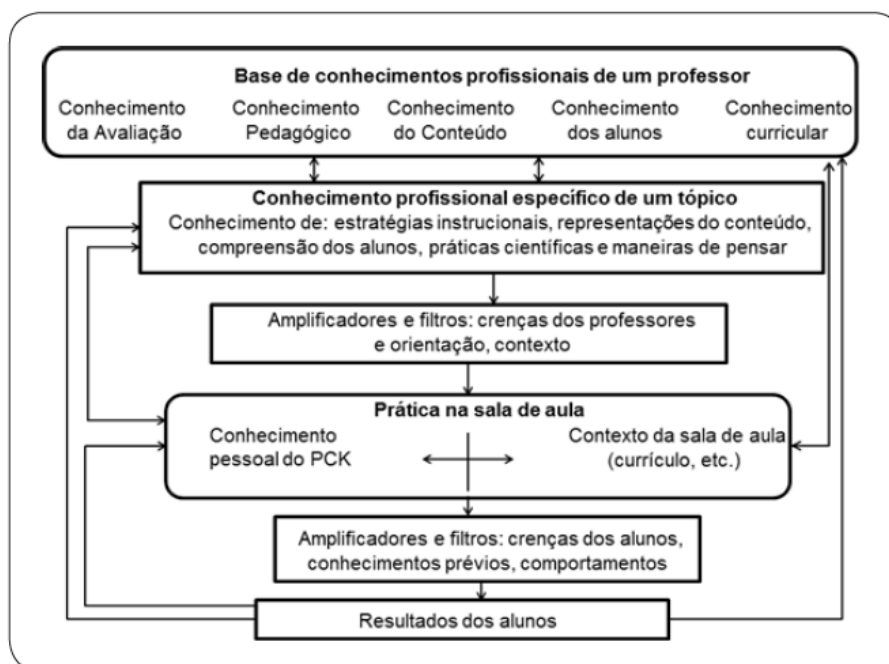 Base de conhecimentos profissionais de um professor
Conhecimento da Avaliação
Conhecimento Pedagógico
Conhecimento do Conteúdo
Conhecimento dos alunos
Conhecimento curricular
Conhecimento profissional específico de um tópico
Conhecimento de: estratégias instrucionais, representações do conteúdo,
compreensão dos alunos, práticas científicas e maneiras de pensar
Amplificadores e filtros: crenças dos professores
e orientação, contexto
Prática na sala de aula
Conhecimento
pessoal do PCK
Contexto da sala de aula
(currículo, etc.)
Amplificadores e filtros: crenças dos alunos,
conhecimentos prévios, comportamentos
Resultados dos alunos